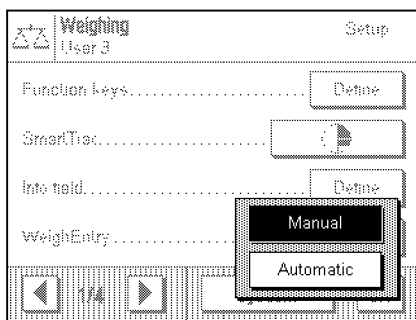 Weighing
Setup
User 3
Function keys
Define
SmartTrac
Info field
Define
WeighEntry
Manual
Automatic
1/4